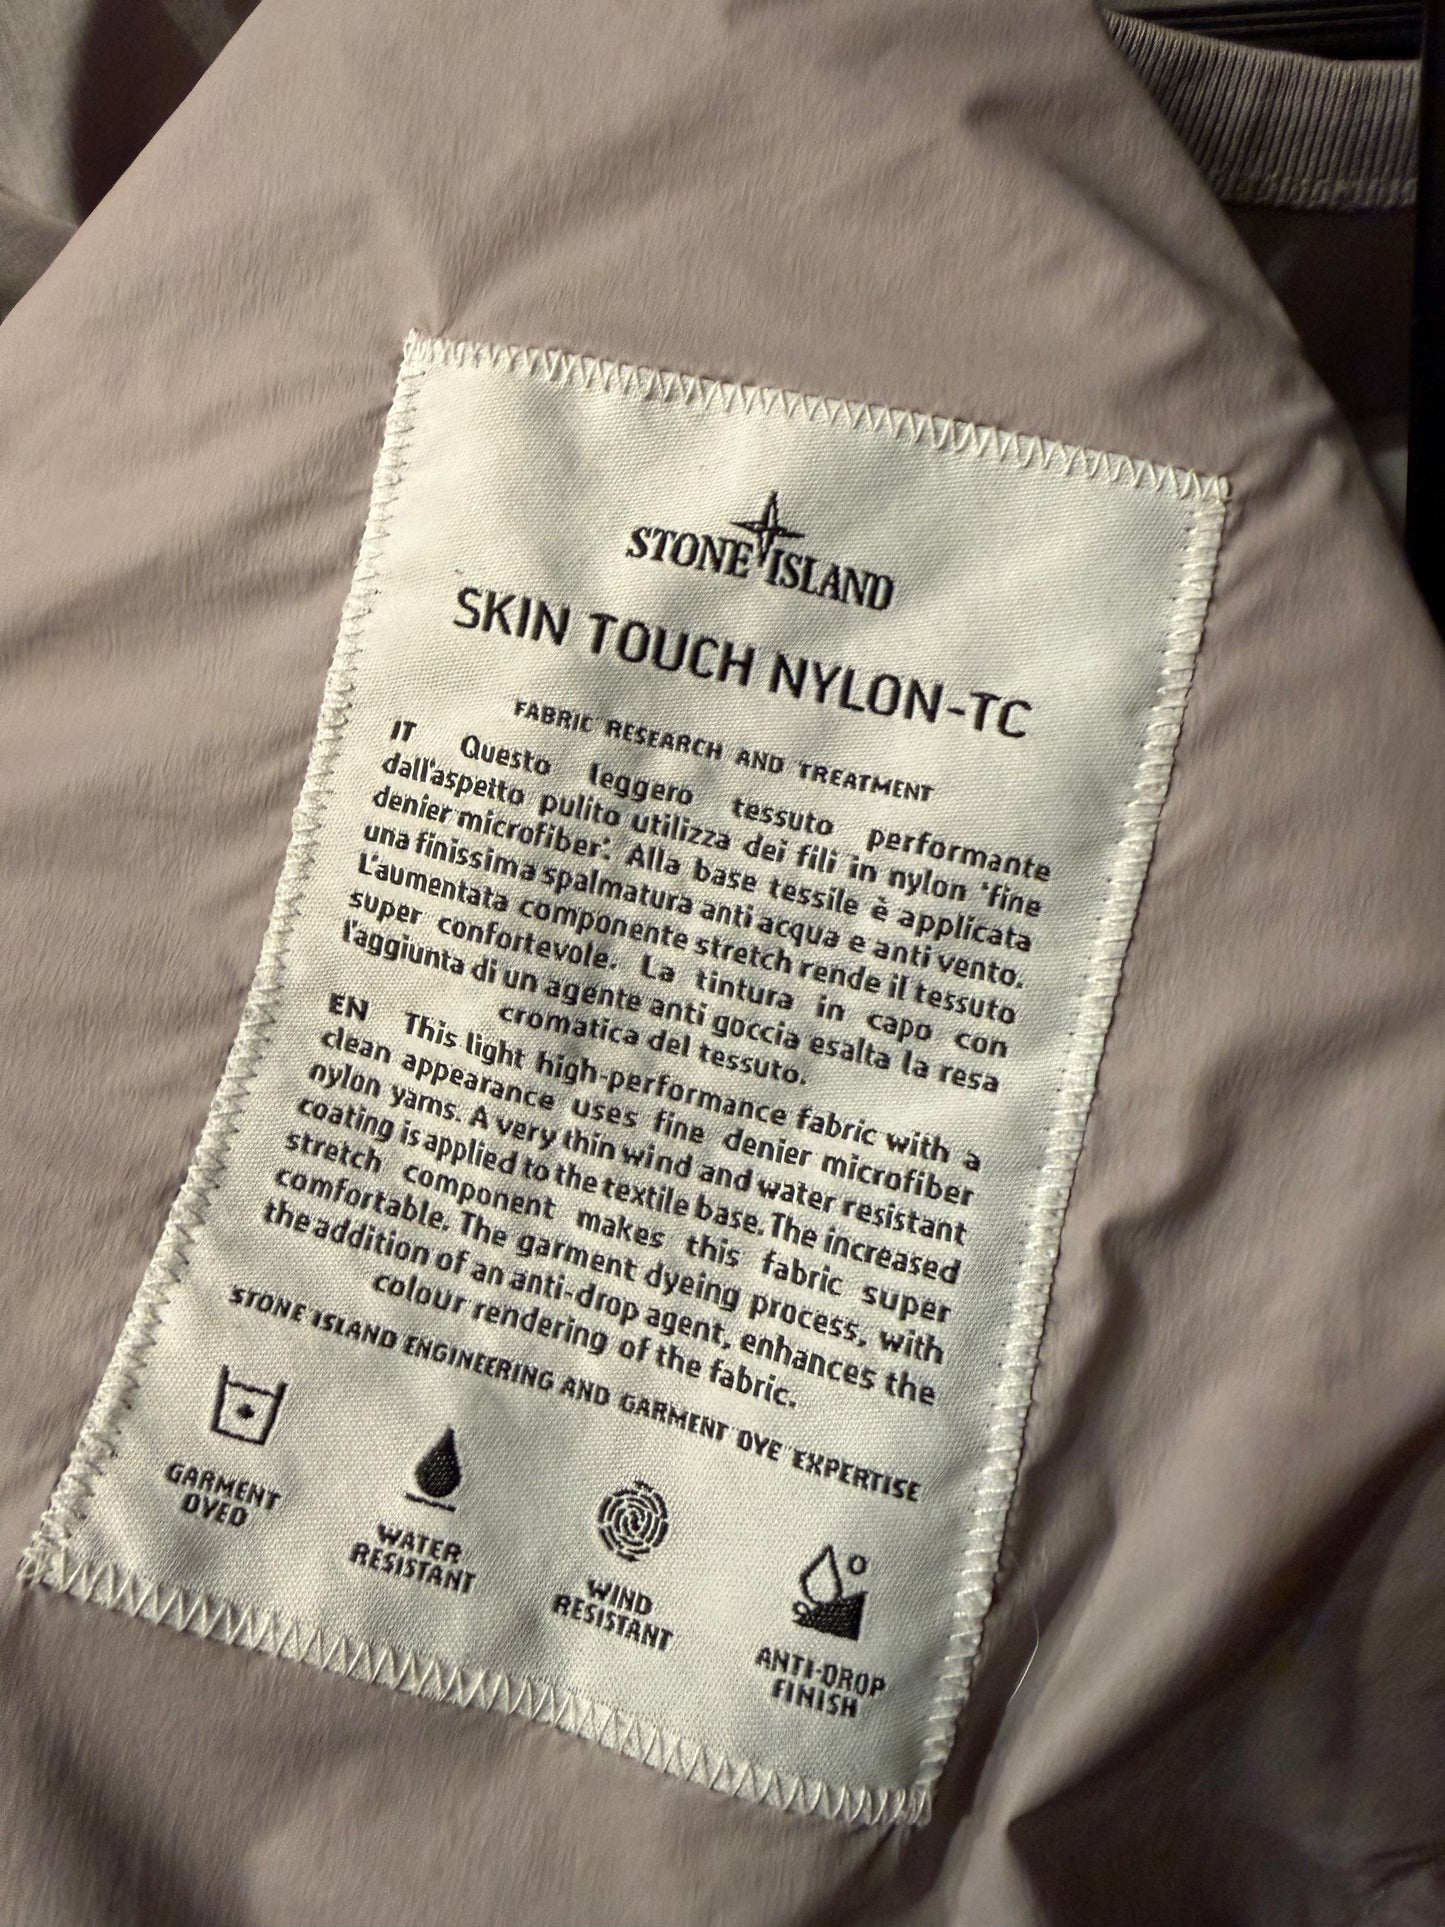 STONE ISLAND
SKIN TOUCH NYLON-TC
FABRIC RESEARCH AND TREATMENT
IT Questo leggero tessuto performante
dall'aspetto pulito utilizza dei fili in nylon 'fine
denier microfiber'. Alla base tessile è applicata
una finissima spalmatura anti acqua e anti vento.
L'aumentata componente stretch rende il tessuto
super confortevole. La tintura in capo con
l'aggiunta di un agente anti goccia esalta la resa
cromatica del tessuto.
EN This light high-performance fabric with a
clean appearance uses fine denier microfiber
nylon yarns. A very thin wind and water resistant
coating is applied to the textile base. The increased
stretch component makes this fabric super
comfortable. The garment dyeing process, with
the addition of an anti-drop agent, enhances the
colour rendering of the fabric.
STONE ISLAND ENGINEERING AND GARMENT DYE EXPERTISE
GARMENT
DYED
WATER
RESISTANT
WIND
RESISTANT
ANTI-DROP
FINISH